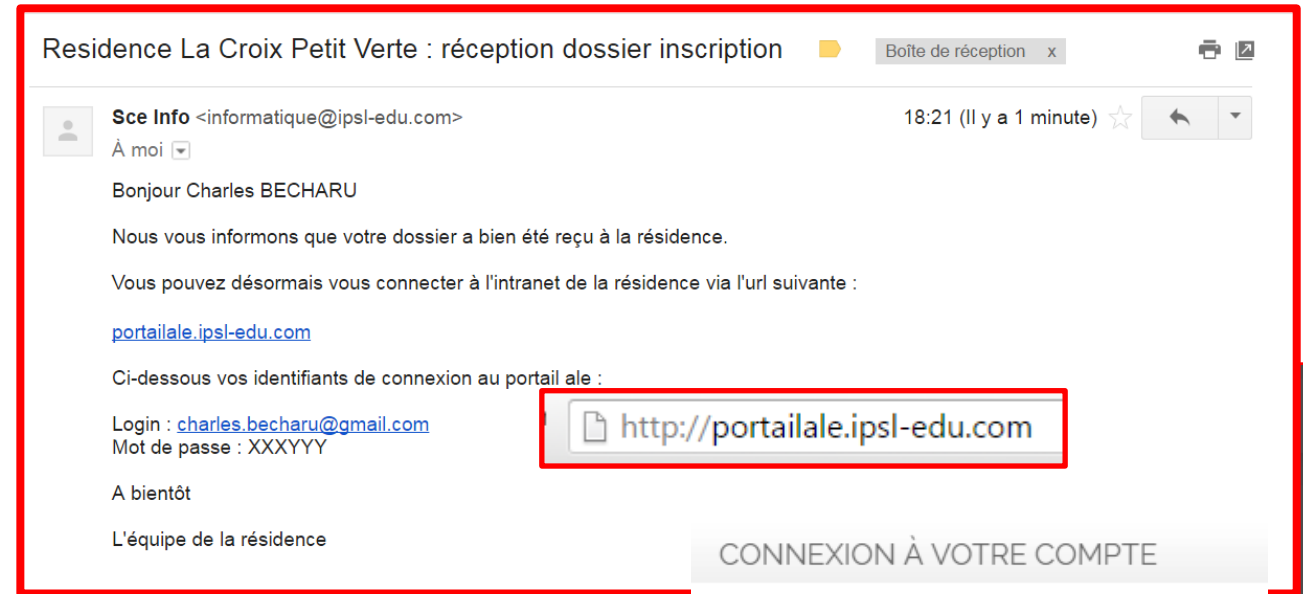 Residence La Croix Petit Verte : réception dossier inscription
Boîte de réception x
Sce Info <informatique@ipsl-edu.com>
18:21 (Il y a 1 minute)
À moi
Bonjour Charles BECHARU
Nous vous informons que votre dossier a bien été reçu à la résidence.
Vous pouvez désormais vous connecter à l'intranet de la résidence via l'url suivante :
portailale.ipsl-edu.com
Ci-dessous vos identifiants de connexion au portail ale :
Login : charles.becharu@gmail.com
Mot de passe : XXXYYY
http://portailale.ipsl-edu.com
A bientôt
L'équipe de la résidence
CONNEXION À VOTRE COMPTE